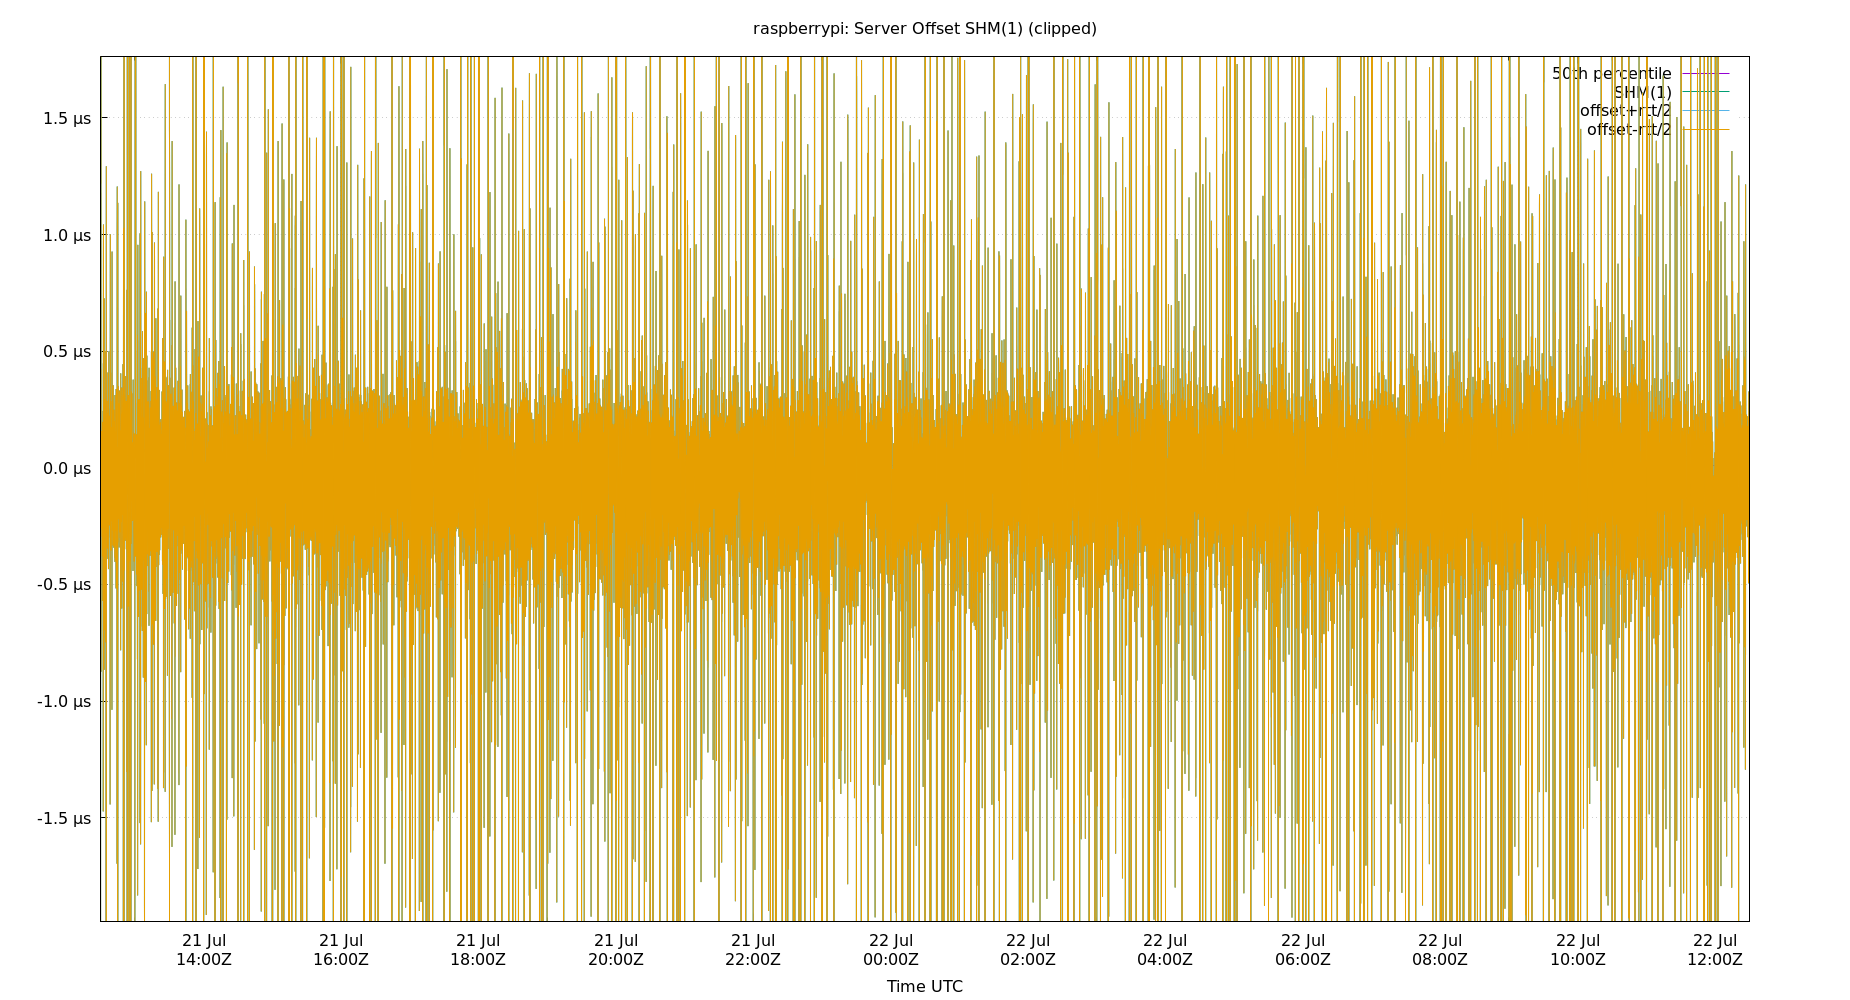 raspberrypi: Server Offset SHM(1) (clipped)
50th percentile
SHM(1)
offset+rtt/2
offset-rtt/2
1.5 µs
1.0 µs
0.5 µs
0.0 µs
-0.5 µs
-1.0 µs
-1.5 µs
21 Jul 21 Jul 21 Jul 21 Jul 21 Jul 22 Jul 22 Jul 22 Jul 22 Jul 22 Jul 22 Jul 22 Jul
14:00Z 16:00Z 18:00Z 20:00Z 22:00Z 00:00Z 02:00Z 04:00Z 06:00Z 08:00Z 10:00Z 12:00Z
Time UTC